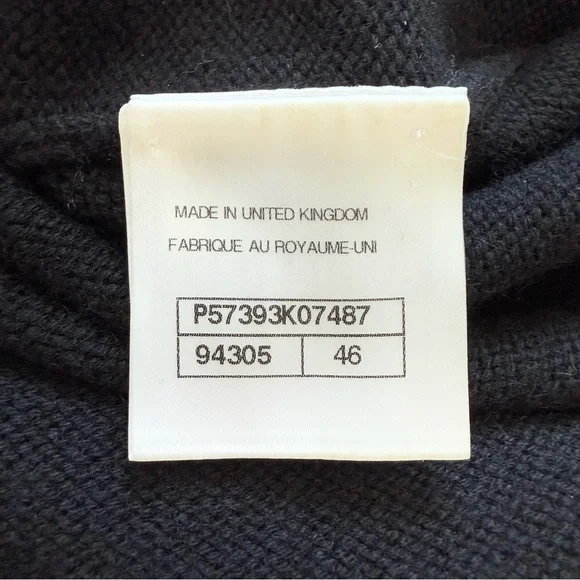 MADE IN UNITED KINGDOM
FABRIQUE AU ROYAUME-UNI
P57393K07487
94305 46